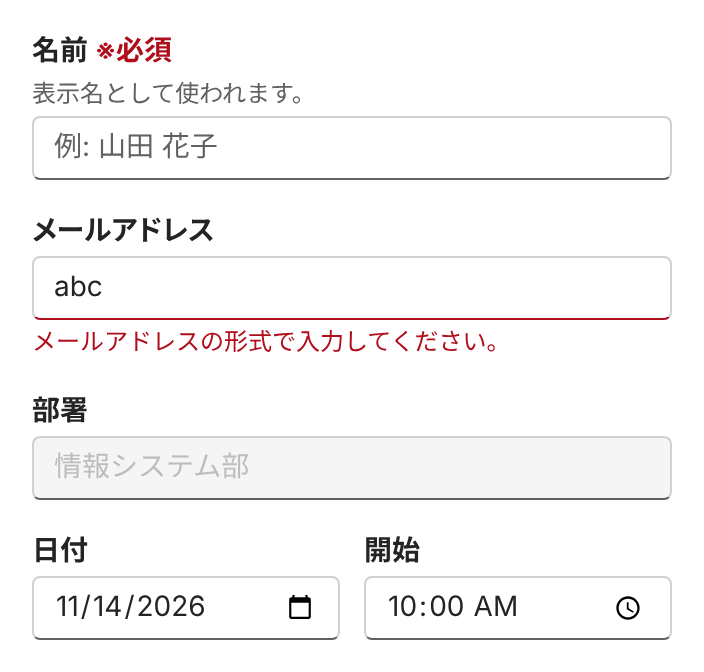 名前 ※必須
表示名として使われます。
例: 山田 花子
メールアドレス
abc
メールアドレスの形式で入力してください。
部署
情報システム部
日付 開始
11/14/2026 10:00 AM